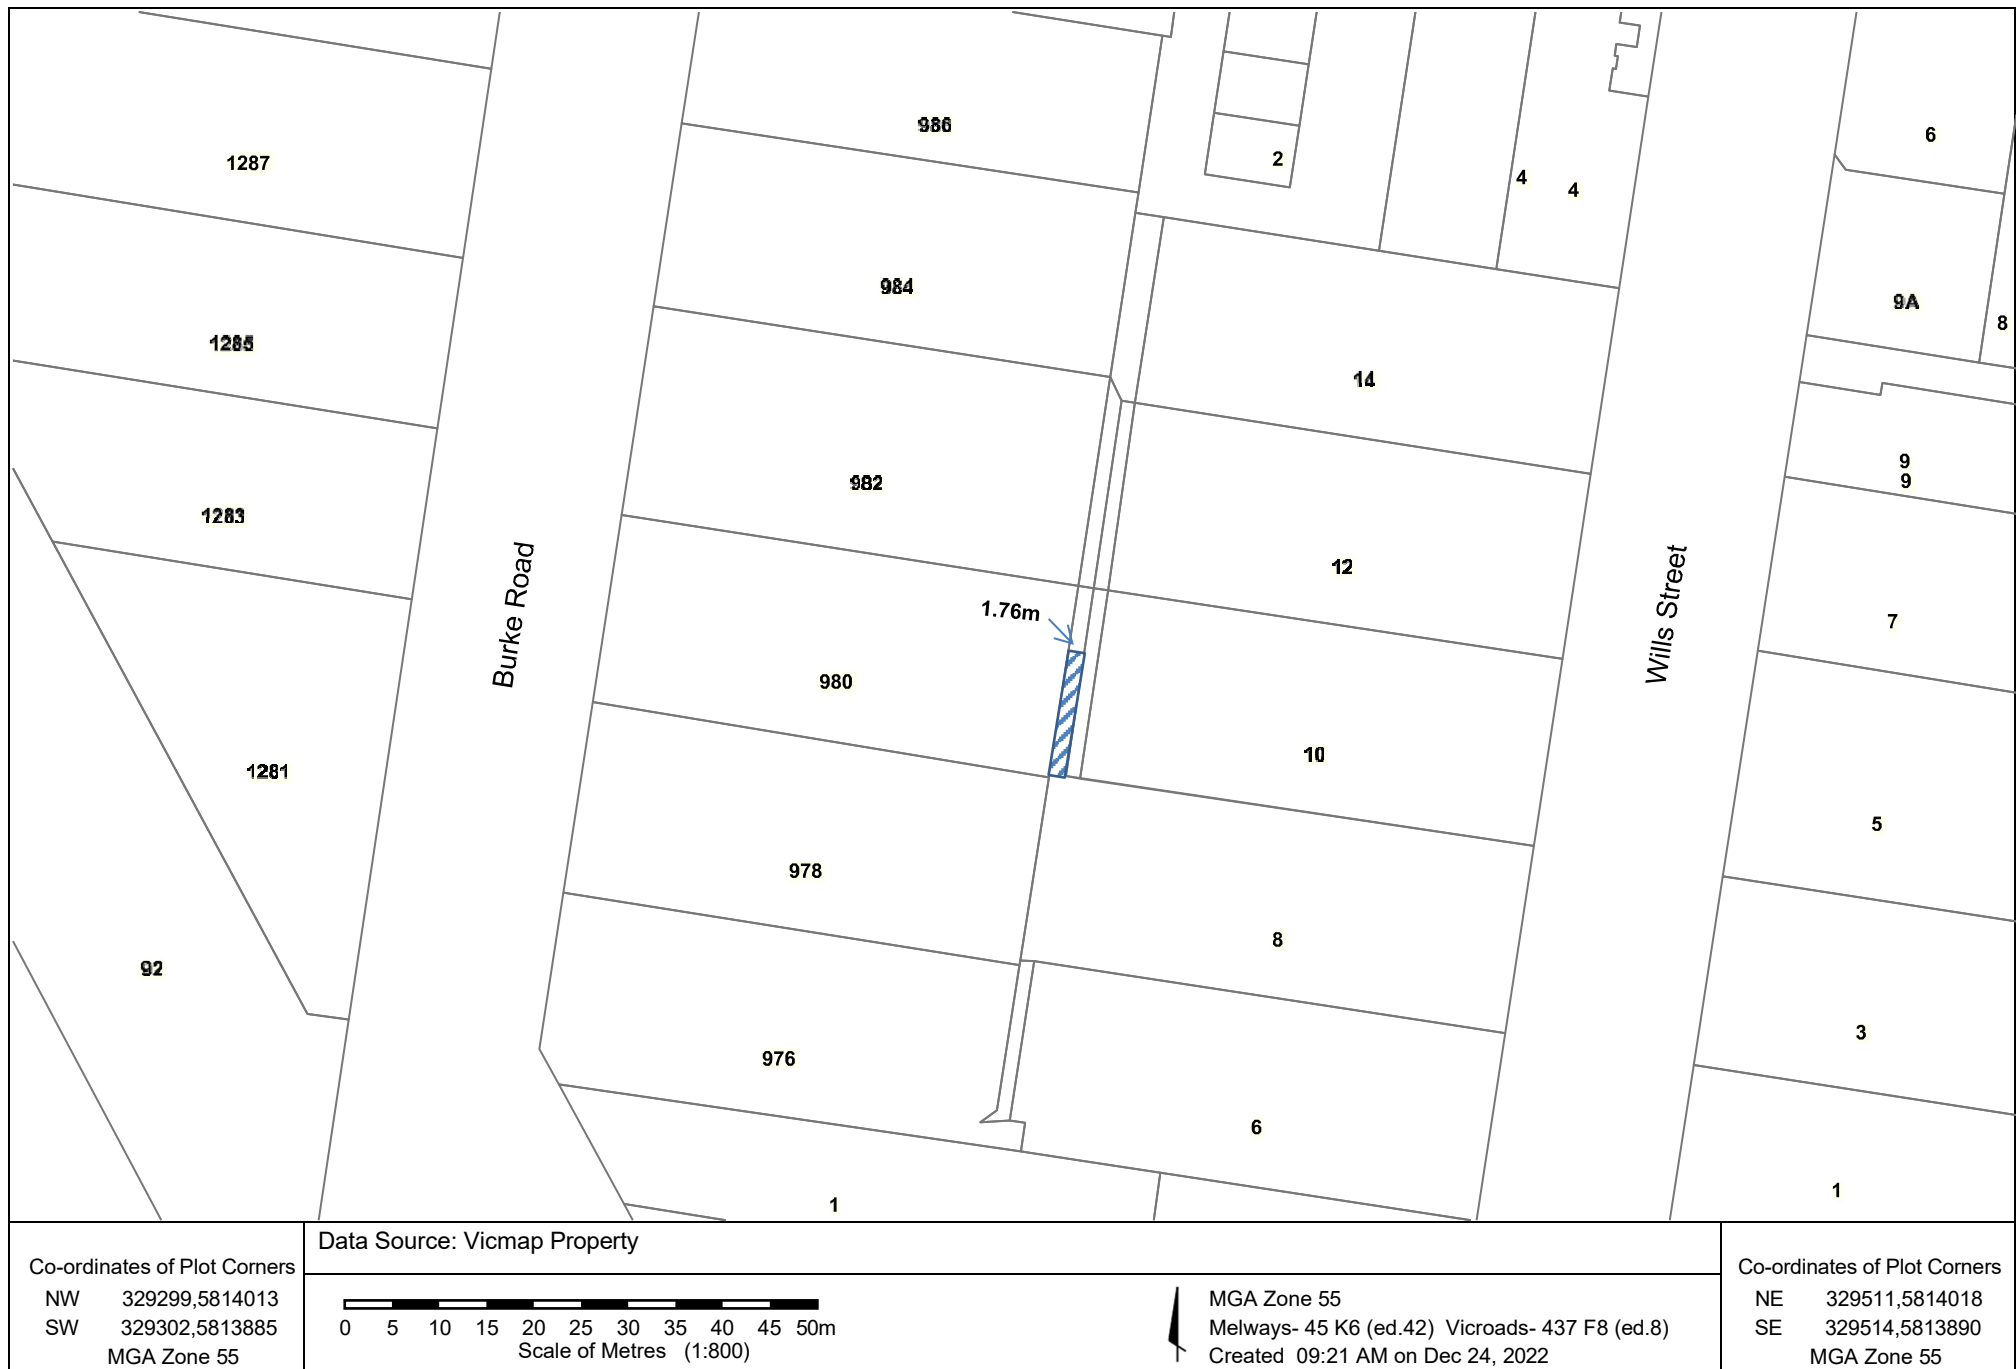 986
6
1287
2
4
4
984
9A
8
1285
14
982
9
9
1283
12
Burke Road
Wills Street
1.76m
7
980
10
1281
5
978
8
92
3
976
6
1
1
Co-ordinates of Plot Corners
NW 329299,5814013
SW 329302,5813885
MGA Zone 55
Data Source: Vicmap Property
0 5 10 15 20 25 30 35 40 45 50m
Scale of Metres (1:800)
MGA Zone 55
Melways- 45 K6 (ed.42) Vicroads- 437 F8 (ed.8)
Created 09:21 AM on Dec 24, 2022
Co-ordinates of Plot Corners
NE 329511,5814018
SE 329514,5813890
MGA Zone 55